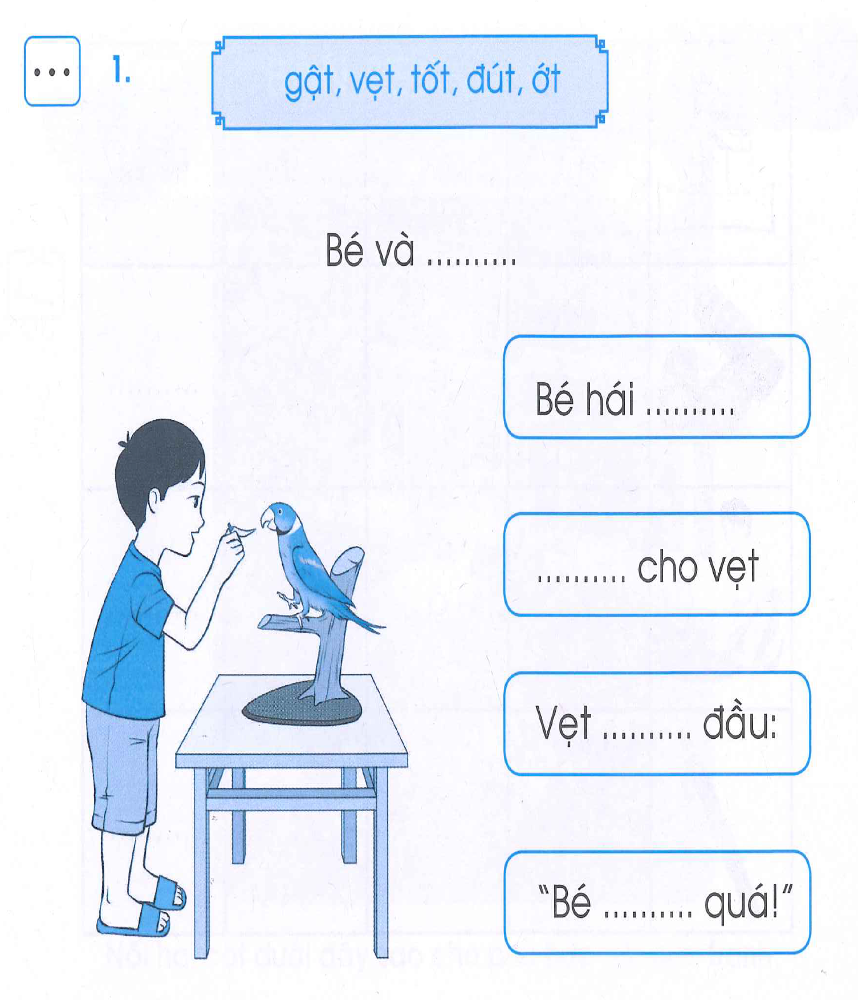 ...
1.
gật, vẹt, tốt, đút, ớt
Bé và ..........
Bé hái ..........
.......... cho vẹt
Vẹt .......... đầu:
“Bé .......... quá!”